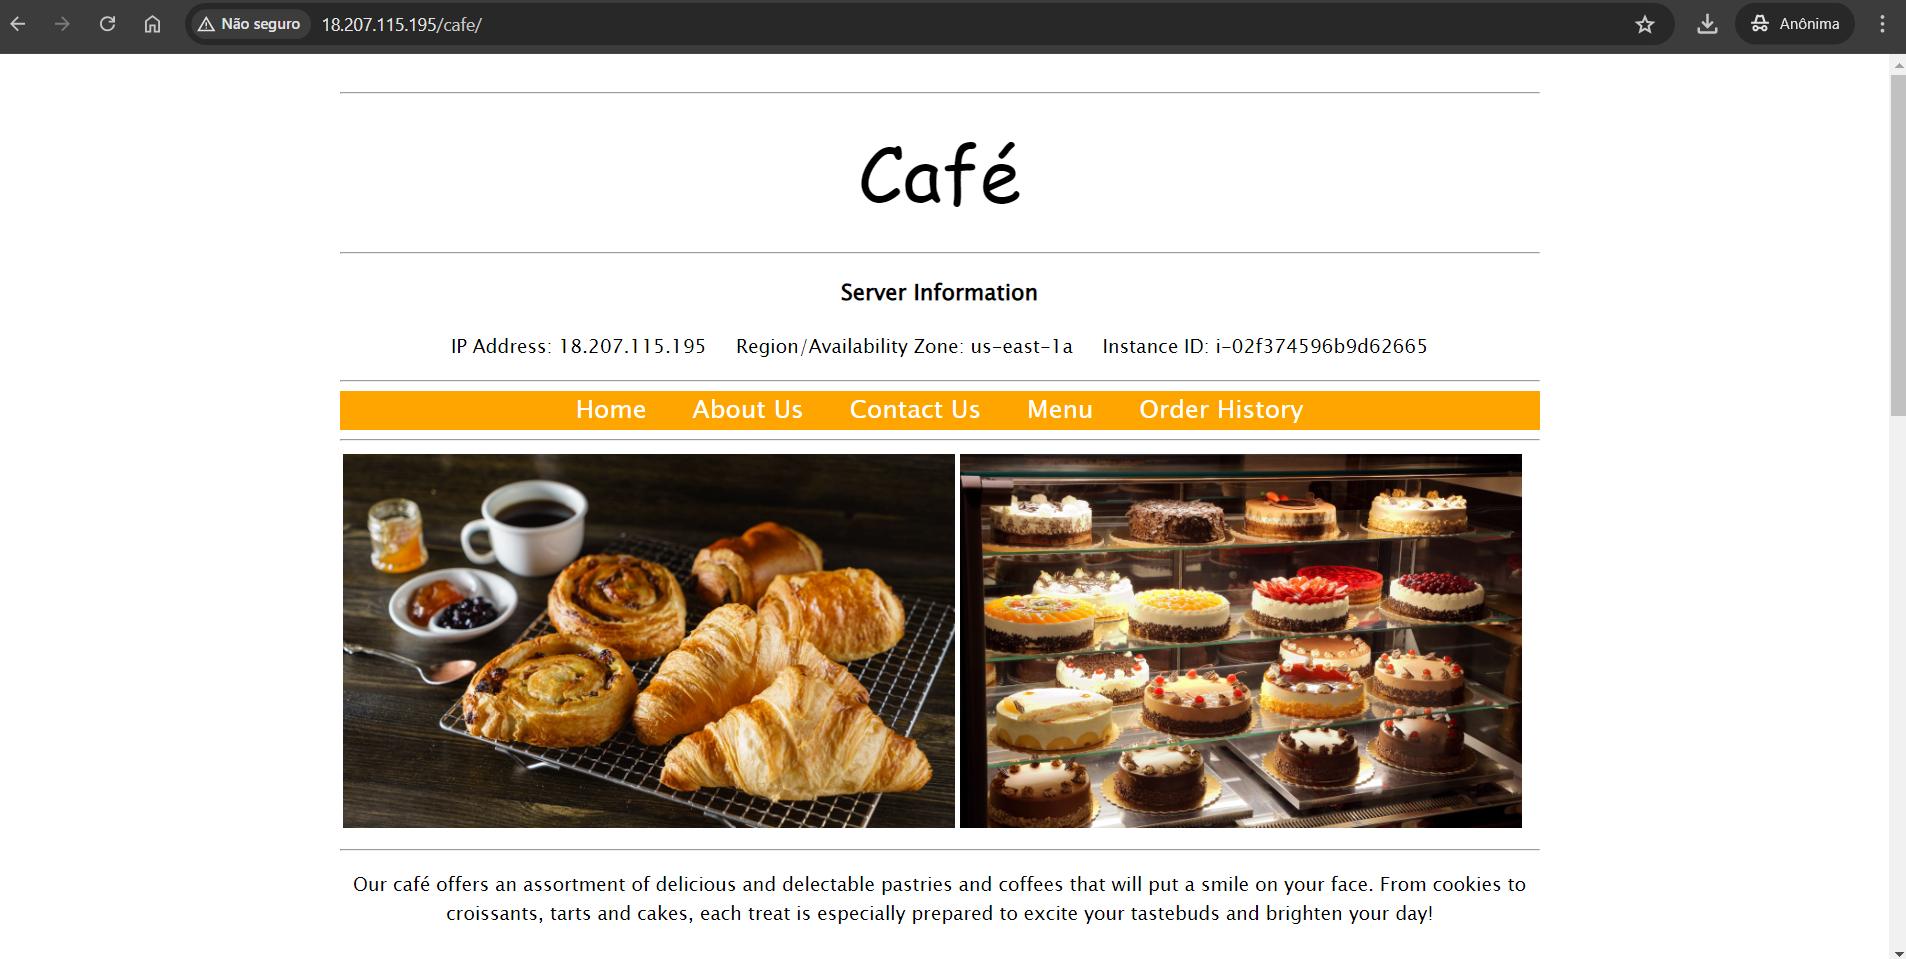 Não seguro 18.207.115.195/cafe/ Anônima
Café
Server Information
IP Address: 18.207.115.195 Region/Availability Zone: us-east-1a Instance ID: i-02f374596b9d62665
Home About Us Contact Us Menu Order History
Our café offers an assortment of delicious and delectable pastries and coffees that will put a smile on your face. From cookies to
croissants, tarts and cakes, each treat is especially prepared to excite your tastebuds and brighten your day!